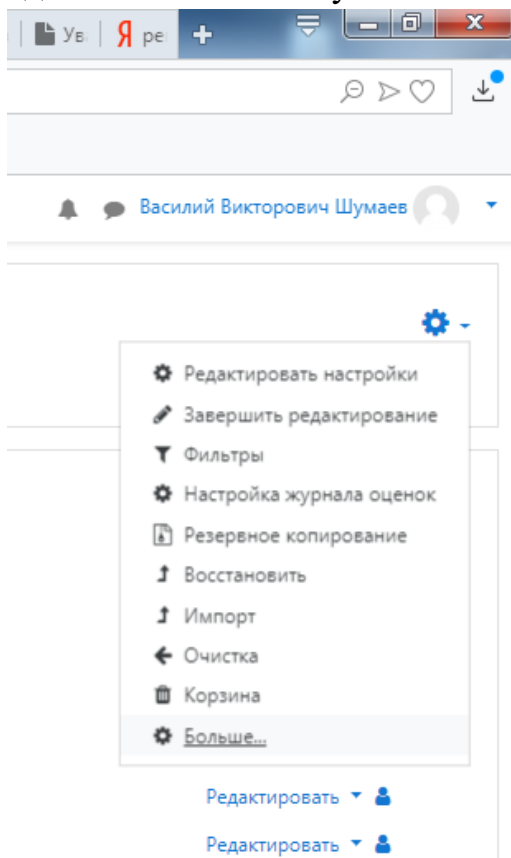 Ув
Я ре
Василий Викторович Шумаев
Редактировать настройки
Завершить редактирование
Фильтры
Настройка журнала оценок
Резервное копирование
Восстановить
Импорт
Очистка
Корзина
Больше...
Редактировать
Редактировать